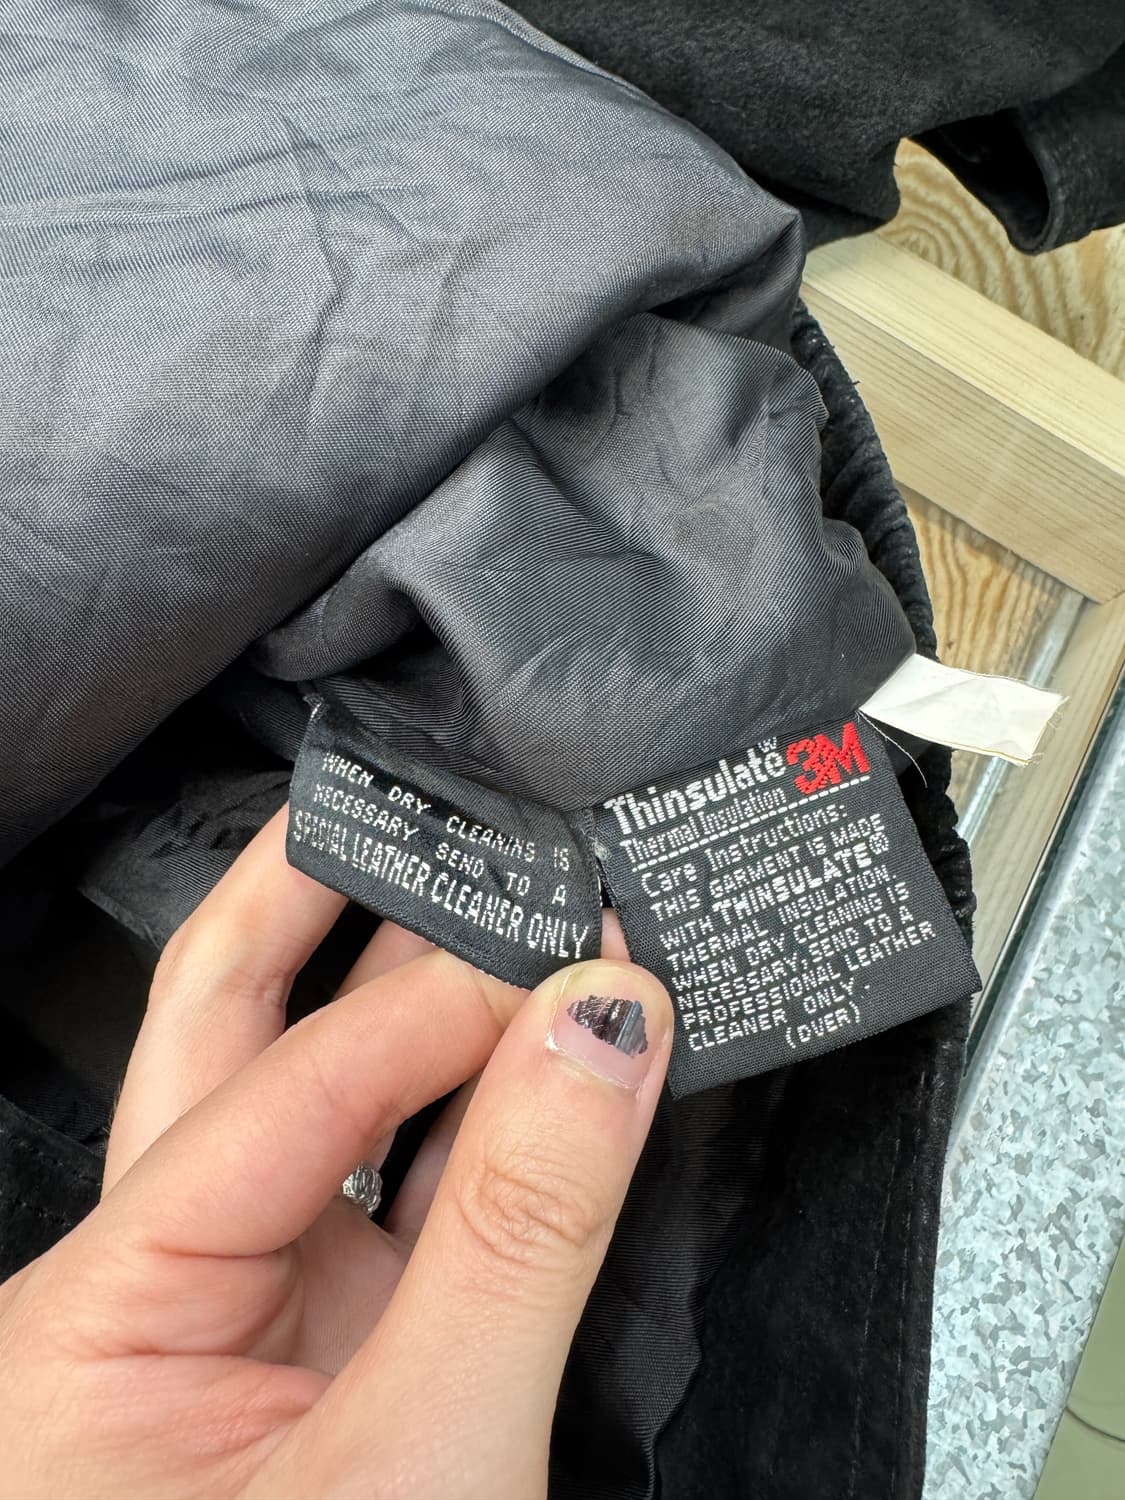 WHEN DRY CLEANING IS
NECESSARY SEND TO A
SPECIAL LEATHER CLEANER ONLY
Thinsulate 3M
Thermal Insulation
Care Instructions:
THIS GARMENT IS MADE
WITH THINSULATE®
THERMAL INSULATION.
WHEN DRY CLEANING IS
NECESSARY, SEND TO A
PROFESSIONAL LEATHER
CLEANER ONLY.
(OVER)